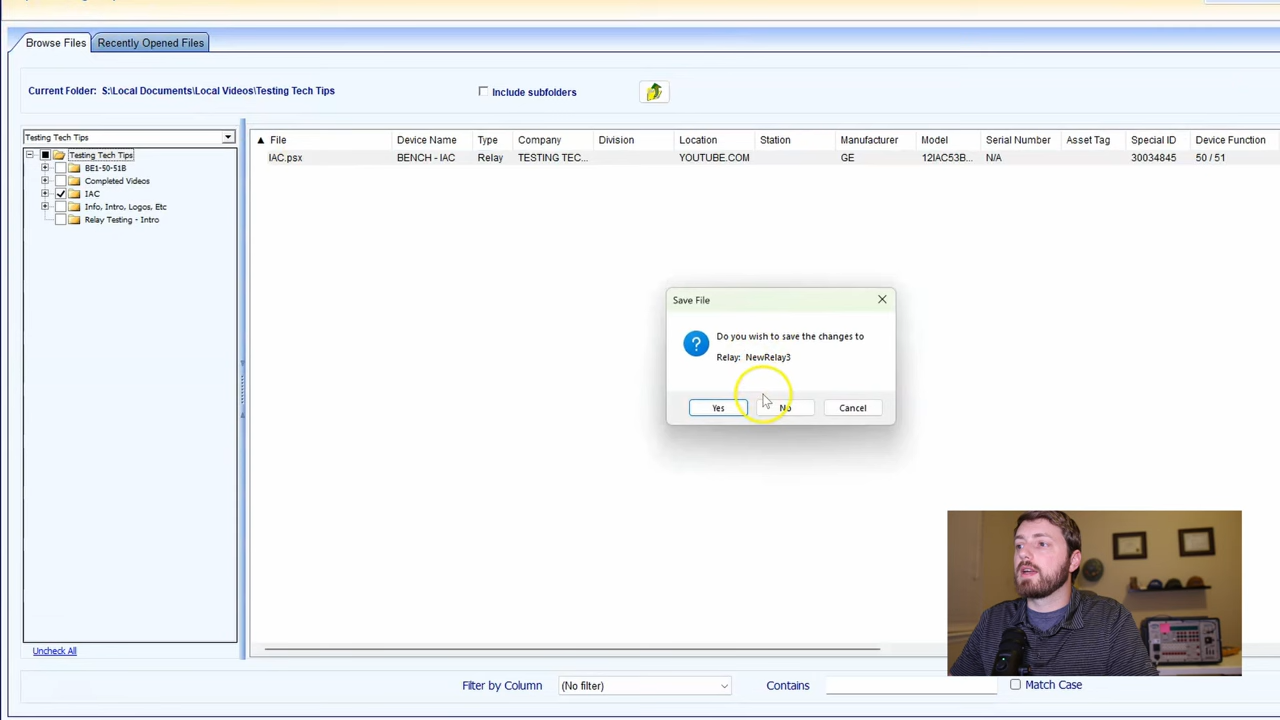 Browse Files
Recently Opened Files
Current Folder: S:\Local Documents\Local Videos\Testing Tech Tips
Include subfolders
Testing Tech Tips
Testing Tech Tips
BE1-50-51B
Completed Videos
IAC
Info, Intro, Logos, Etc
Relay Testing - Intro
Uncheck All
File Device Name Type Company Division Location Station Manufacturer Model Serial Number Asset Tag Special ID Device Function
IAC.psx BENCH - IAC Relay TESTING TEC... YOUTUBE.COM GE 12IAC53B... N/A 30034845 50 / 51
Save File
Do you wish to save the changes to
Relay: NewRelay3
Yes No Cancel
Filter by Column (No filter) Contains Match Case